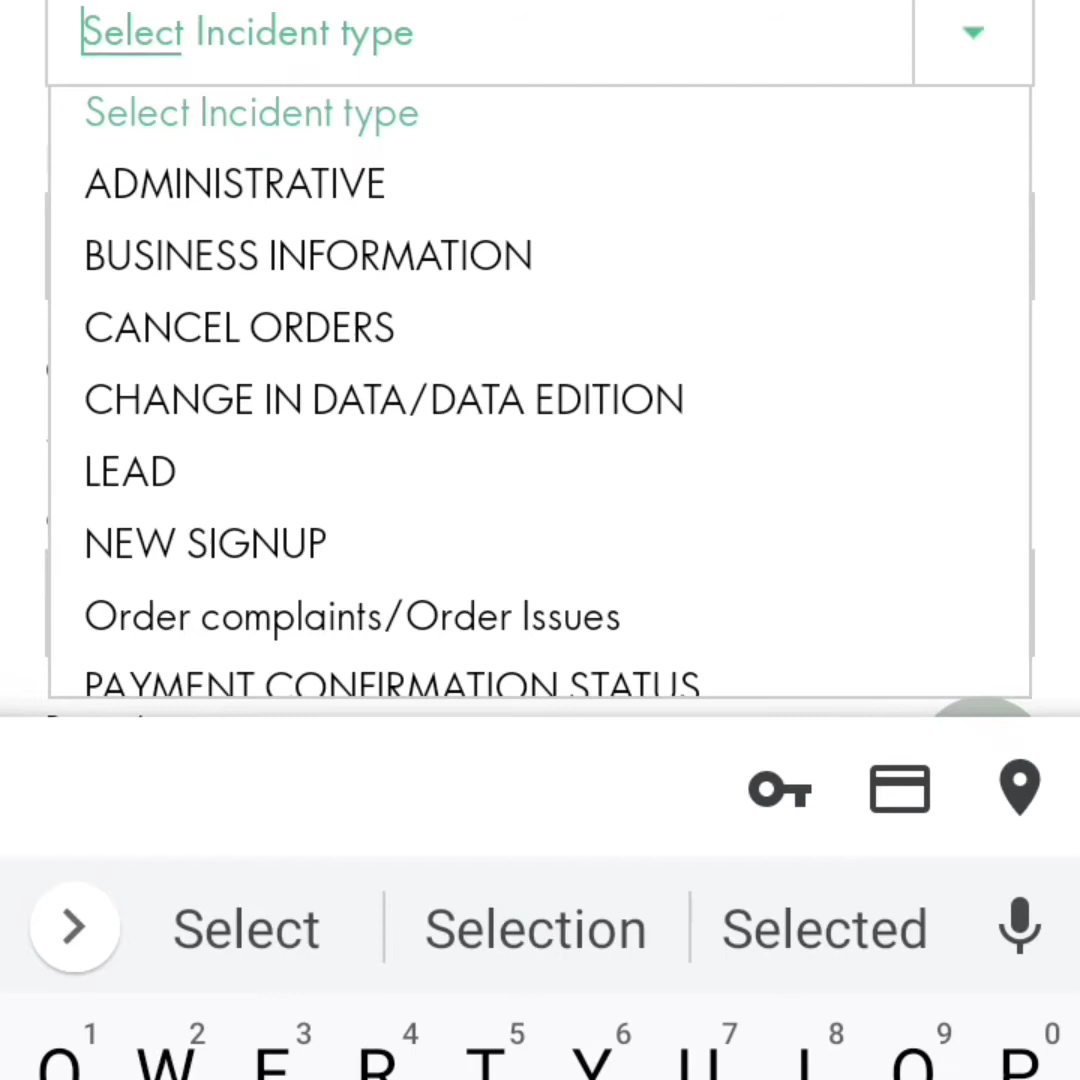 Select Incident type
Select Incident type
ADMINISTRATIVE
BUSINESS INFORMATION
CANCEL ORDERS
CHANGE IN DATA/DATA EDITION
LEAD
NEW SIGNUP
Order complaints/Order Issues
PAYMENT CONFIRMATION STATUS
Select Selection Selected
1 2 3 4 5 6 7 8 9 0
Q W E R T Y U I O P